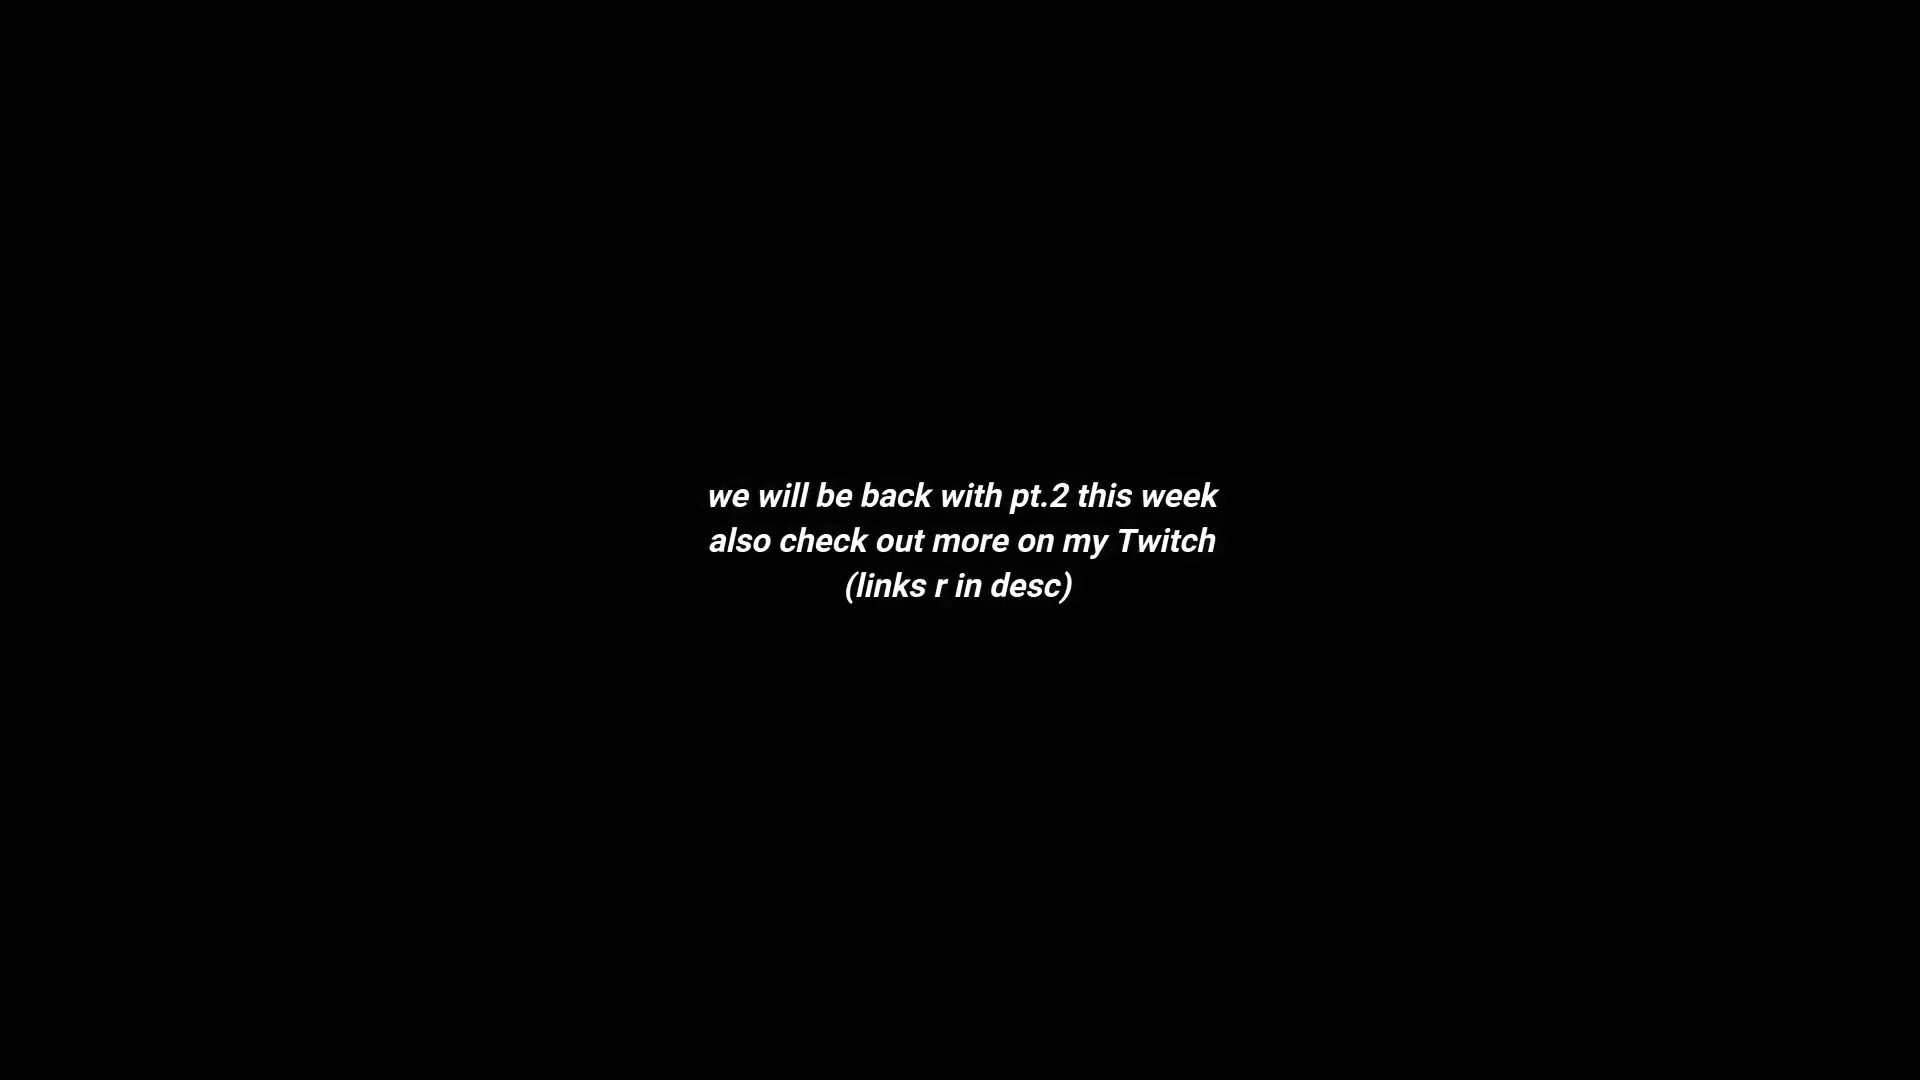 we will be back with pt.2 this week
also check out more on my Twitch
(links r in desc)